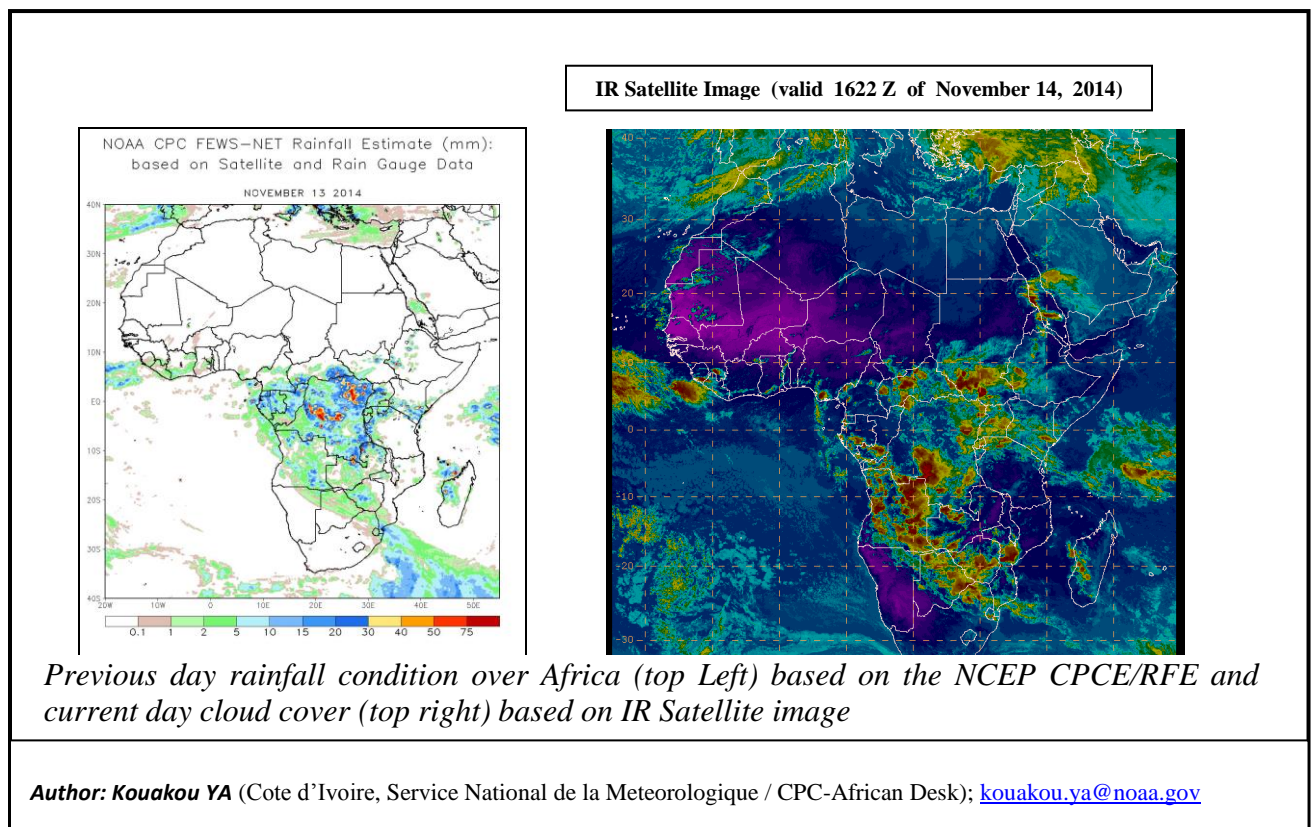 IR Satellite Image (valid 1622 Z of November 14, 2014)
NOAA CPC FEWS-NET Rainfall Estimate (mm):
based on Satellite and Rain Gauge Data
NOVEMBER 13 2014
40N
30N
20N
10N
EQ
10S
20S
30S
40S
20W 10W 0 10E 20E 30E 40E 50E
0.1 1 2 5 10 15 20 30 40 50 75
40
30
20
10
0
-10
-20
-30
Previous day rainfall condition over Africa (top Left) based on the NCEP CPCE/RFE and
current day cloud cover (top right) based on IR Satellite image
Author: Kouakou YA (Cote d’Ivoire, Service National de la Meteorologique / CPC-African Desk); kouakou.ya@noaa.gov